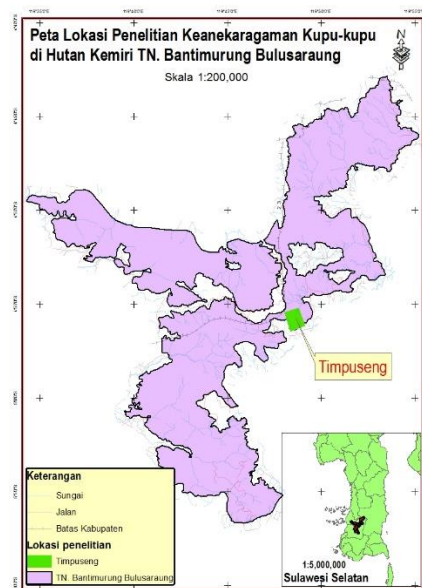 Peta Lokasi Penelitian Keanekaragaman Kupu-kupu
di Hutan Kemiri TN. Bantimurung Bulusaraung
Skala 1:200,000
N
Timpuseng
Keterangan
Sungai
Jalan
Batas Kabupaten
Lokasi penelitian
Timpuseng
TN. Bantimurung Bulusaraung
1:5,000,000
Sulawesi Selatan